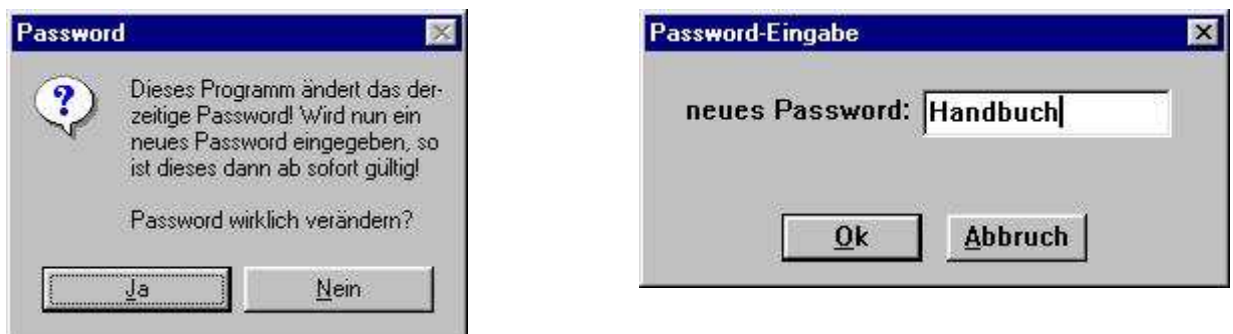 Password
Dieses Programm ändert das der-
zeitige Password! Wird nun ein
neues Password eingegeben, so
ist dieses dann ab sofort gültig!
Password wirklich verändern?
Ja
Nein
Password-Eingabe
neues Password: Handbuch
Ok
Abbruch